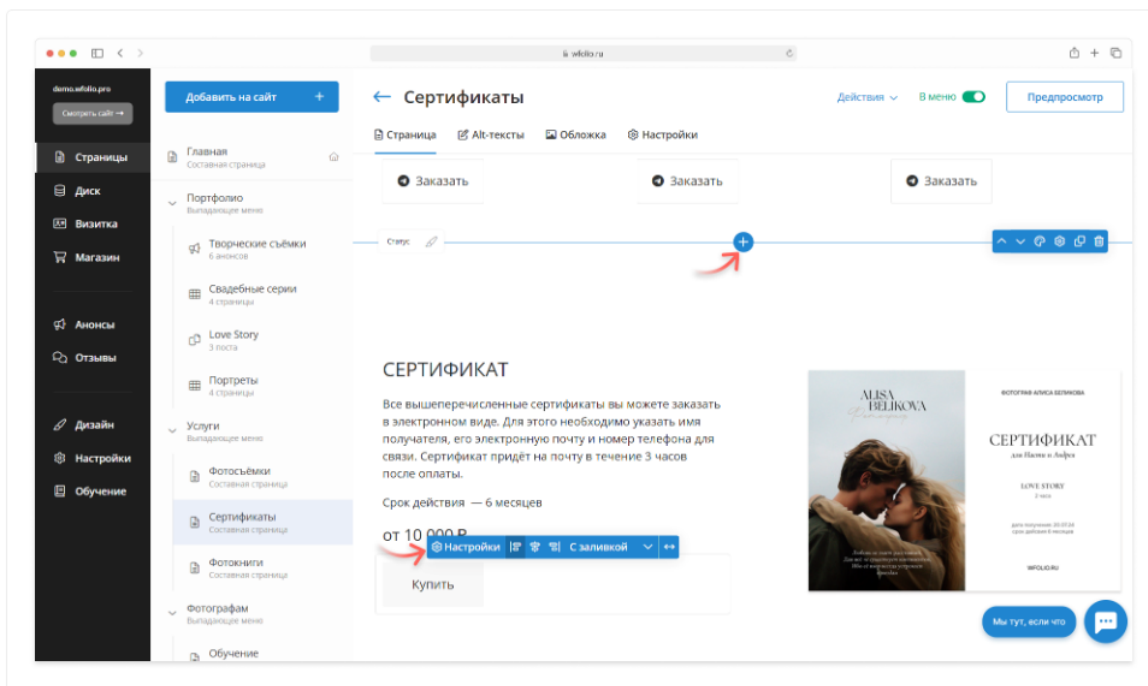 wfolio.ru
demo.wfolio.pro
Смотреть сайт →
Страницы
Диск
Визитка
Магазин
Анонсы
Отзывы
Дизайн
Настройки
Обучение
Добавить на сайт +
Главная
Составная страница
Портфолио
Выпадающее меню
Творческие съёмки
6 анонсов
Свадебные серии
4 страницы
Love Story
3 поста
Портреты
4 страницы
Услуги
Выпадающее меню
Фотосъёмки
Составная страница
Сертификаты
Составная страница
Фотокниги
Составная страница
Фотографам
Выпадающее меню
Обучение
← Сертификаты
Действия
В меню
Предпросмотр
Страница
Alt-тексты
Обложка
Настройки
Заказать
Заказать
Заказать
Статус
СЕРТИФИКАТ
Все вышеперечисленные сертификаты вы можете заказать
в электронном виде. Для этого необходимо указать имя
получателя, его электронную почту и номер телефона для
связи. Сертификат придёт на почту в течение 3 часов
после оплаты.
Срок действия — 6 месяцев
от 10 000 ₽
Настройки
С заливкой
Купить
ALISA
BELIKOVA
ФОТОГРАФ АЛИСА БЕЛИКОВА
СЕРТИФИКАТ
для Насти и Андрея
LOVE STORY
2 часа
срок действия 6 месяцев
WFOLIO.RU
Мы тут, если что